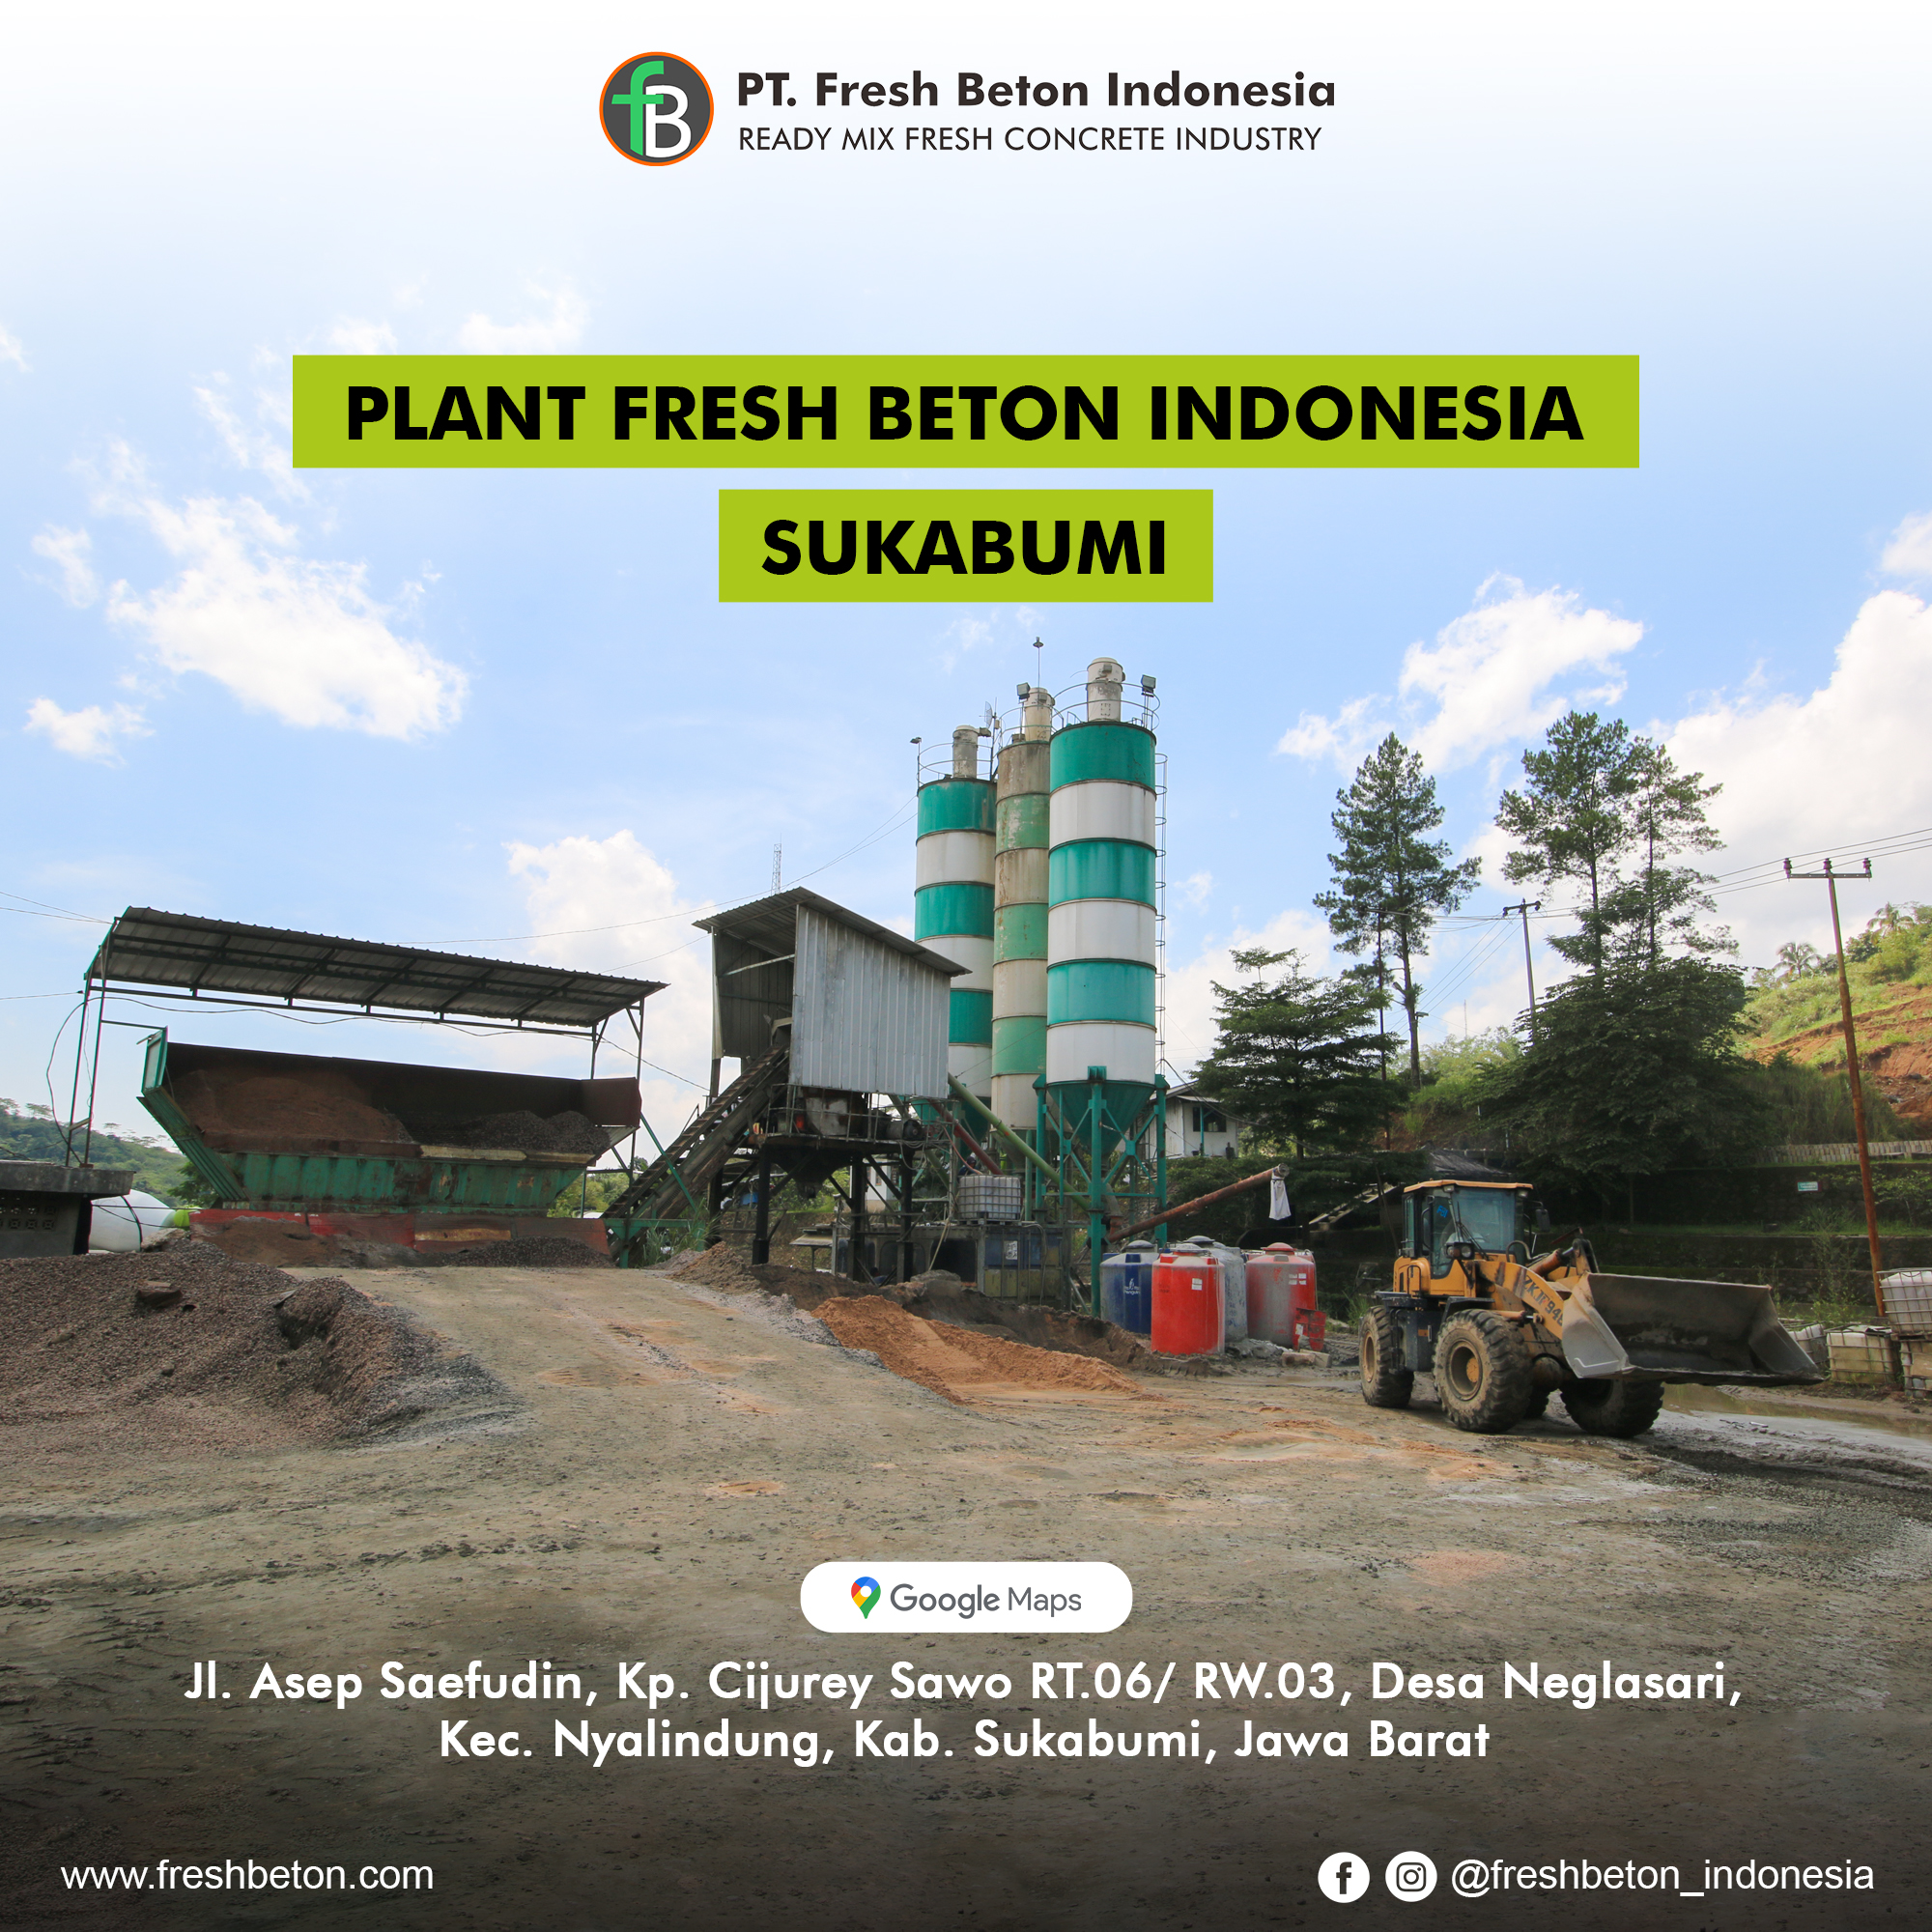 fB
PT. Fresh Beton Indonesia
READY MIX FRESH CONCRETE INDUSTRY
PLANT FRESH BETON INDONESIA
SUKABUMI
Google Maps
Jl. Asep Saefudin, Kp. Cijurey Sawo RT.06/ RW.03, Desa Neglasari,
Kec. Nyalindung, Kab. Sukabumi, Jawa Barat
www.freshbeton.com
@freshbeton_indonesia